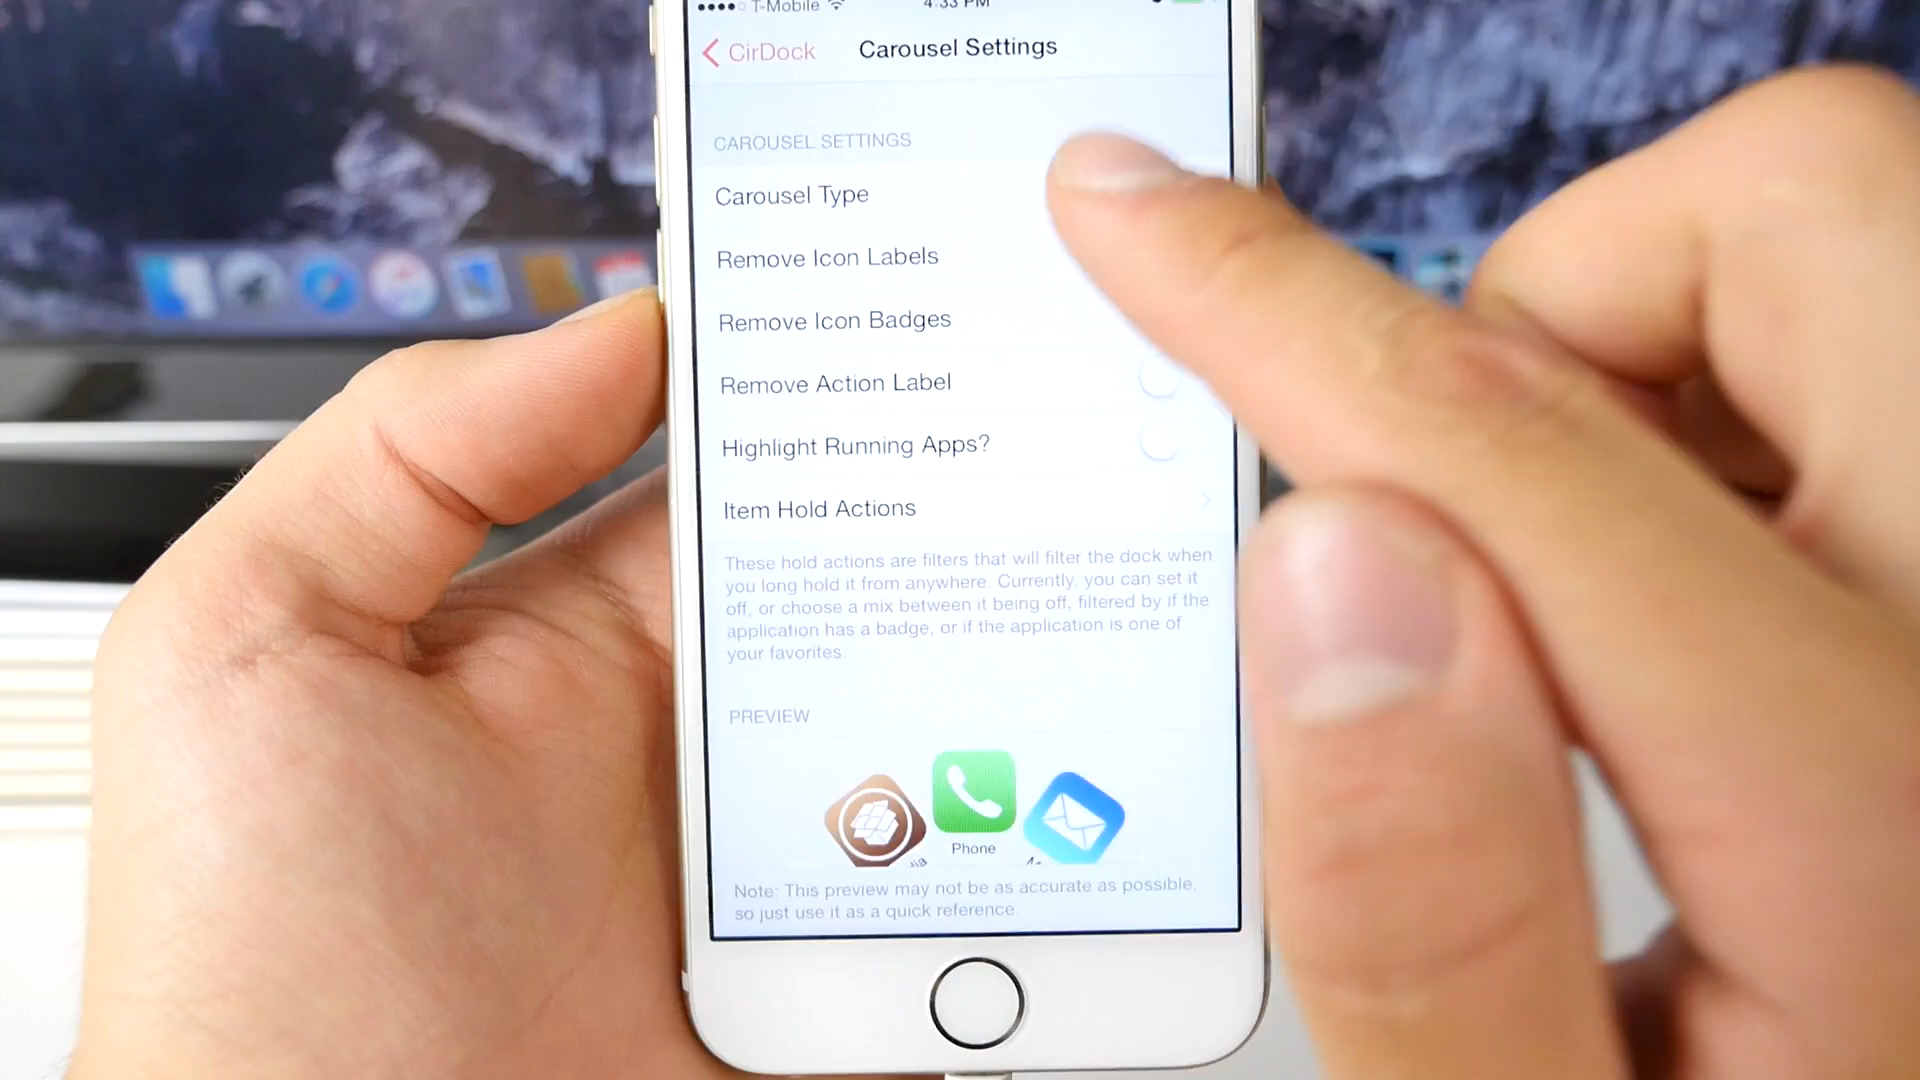 T-Mobile 4:33 PM
CirDock Carousel Settings
CAROUSEL SETTINGS
Carousel Type
Remove Icon Labels
Remove Icon Badges
Remove Action Label
Highlight Running Apps?
Item Hold Actions
These hold actions are filters that will filter the dock when
you long hold it from anywhere. Currently, you can set it
off, or choose a mix between it being off, filtered by if the
application has a badge, or if the application is one of
your favorites
PREVIEW
Phone
Note: This preview may not be as accurate as possible,
so just use it as a quick reference.